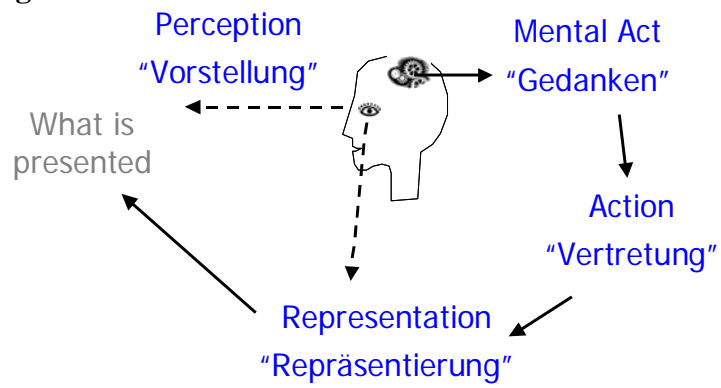 Perception
“Vorstellung”
Mental Act
“Gedanken”
What is
presented
Action
“Vertretung”
Representation
“Repräsentierung”